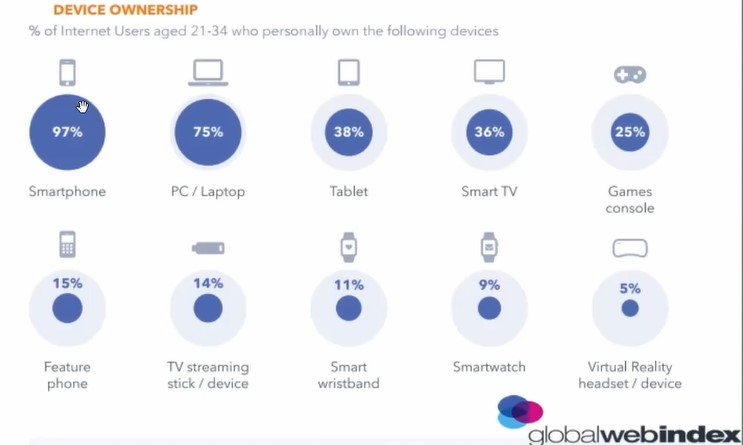 DEVICE OWNERSHIP
% of Internet Users aged 21-34 who personally own the following devices
97%
75%
38%
36%
25%
Smartphone
PC / Laptop
Tablet
Smart TV
Games
console
15%
14%
11%
9%
5%
Feature
phone
TV streaming
stick / device
Smart
wristband
Smartwatch
Virtual Reality
headset / device
globalwebindex